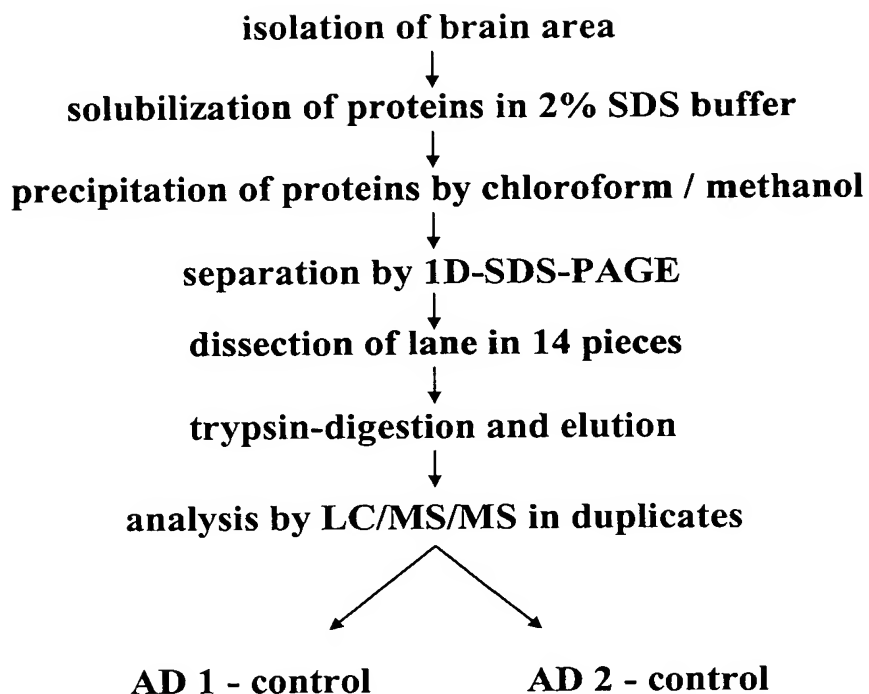 isolation of brain area
solubilization of proteins in 2% SDS buffer
precipitation of proteins by chloroform / methanol
separation by 1D-SDS-PAGE
dissection of lane in 14 pieces
trypsin-digestion and elution
analysis by LC/MS/MS in duplicates
AD 1 - control AD 2 - control